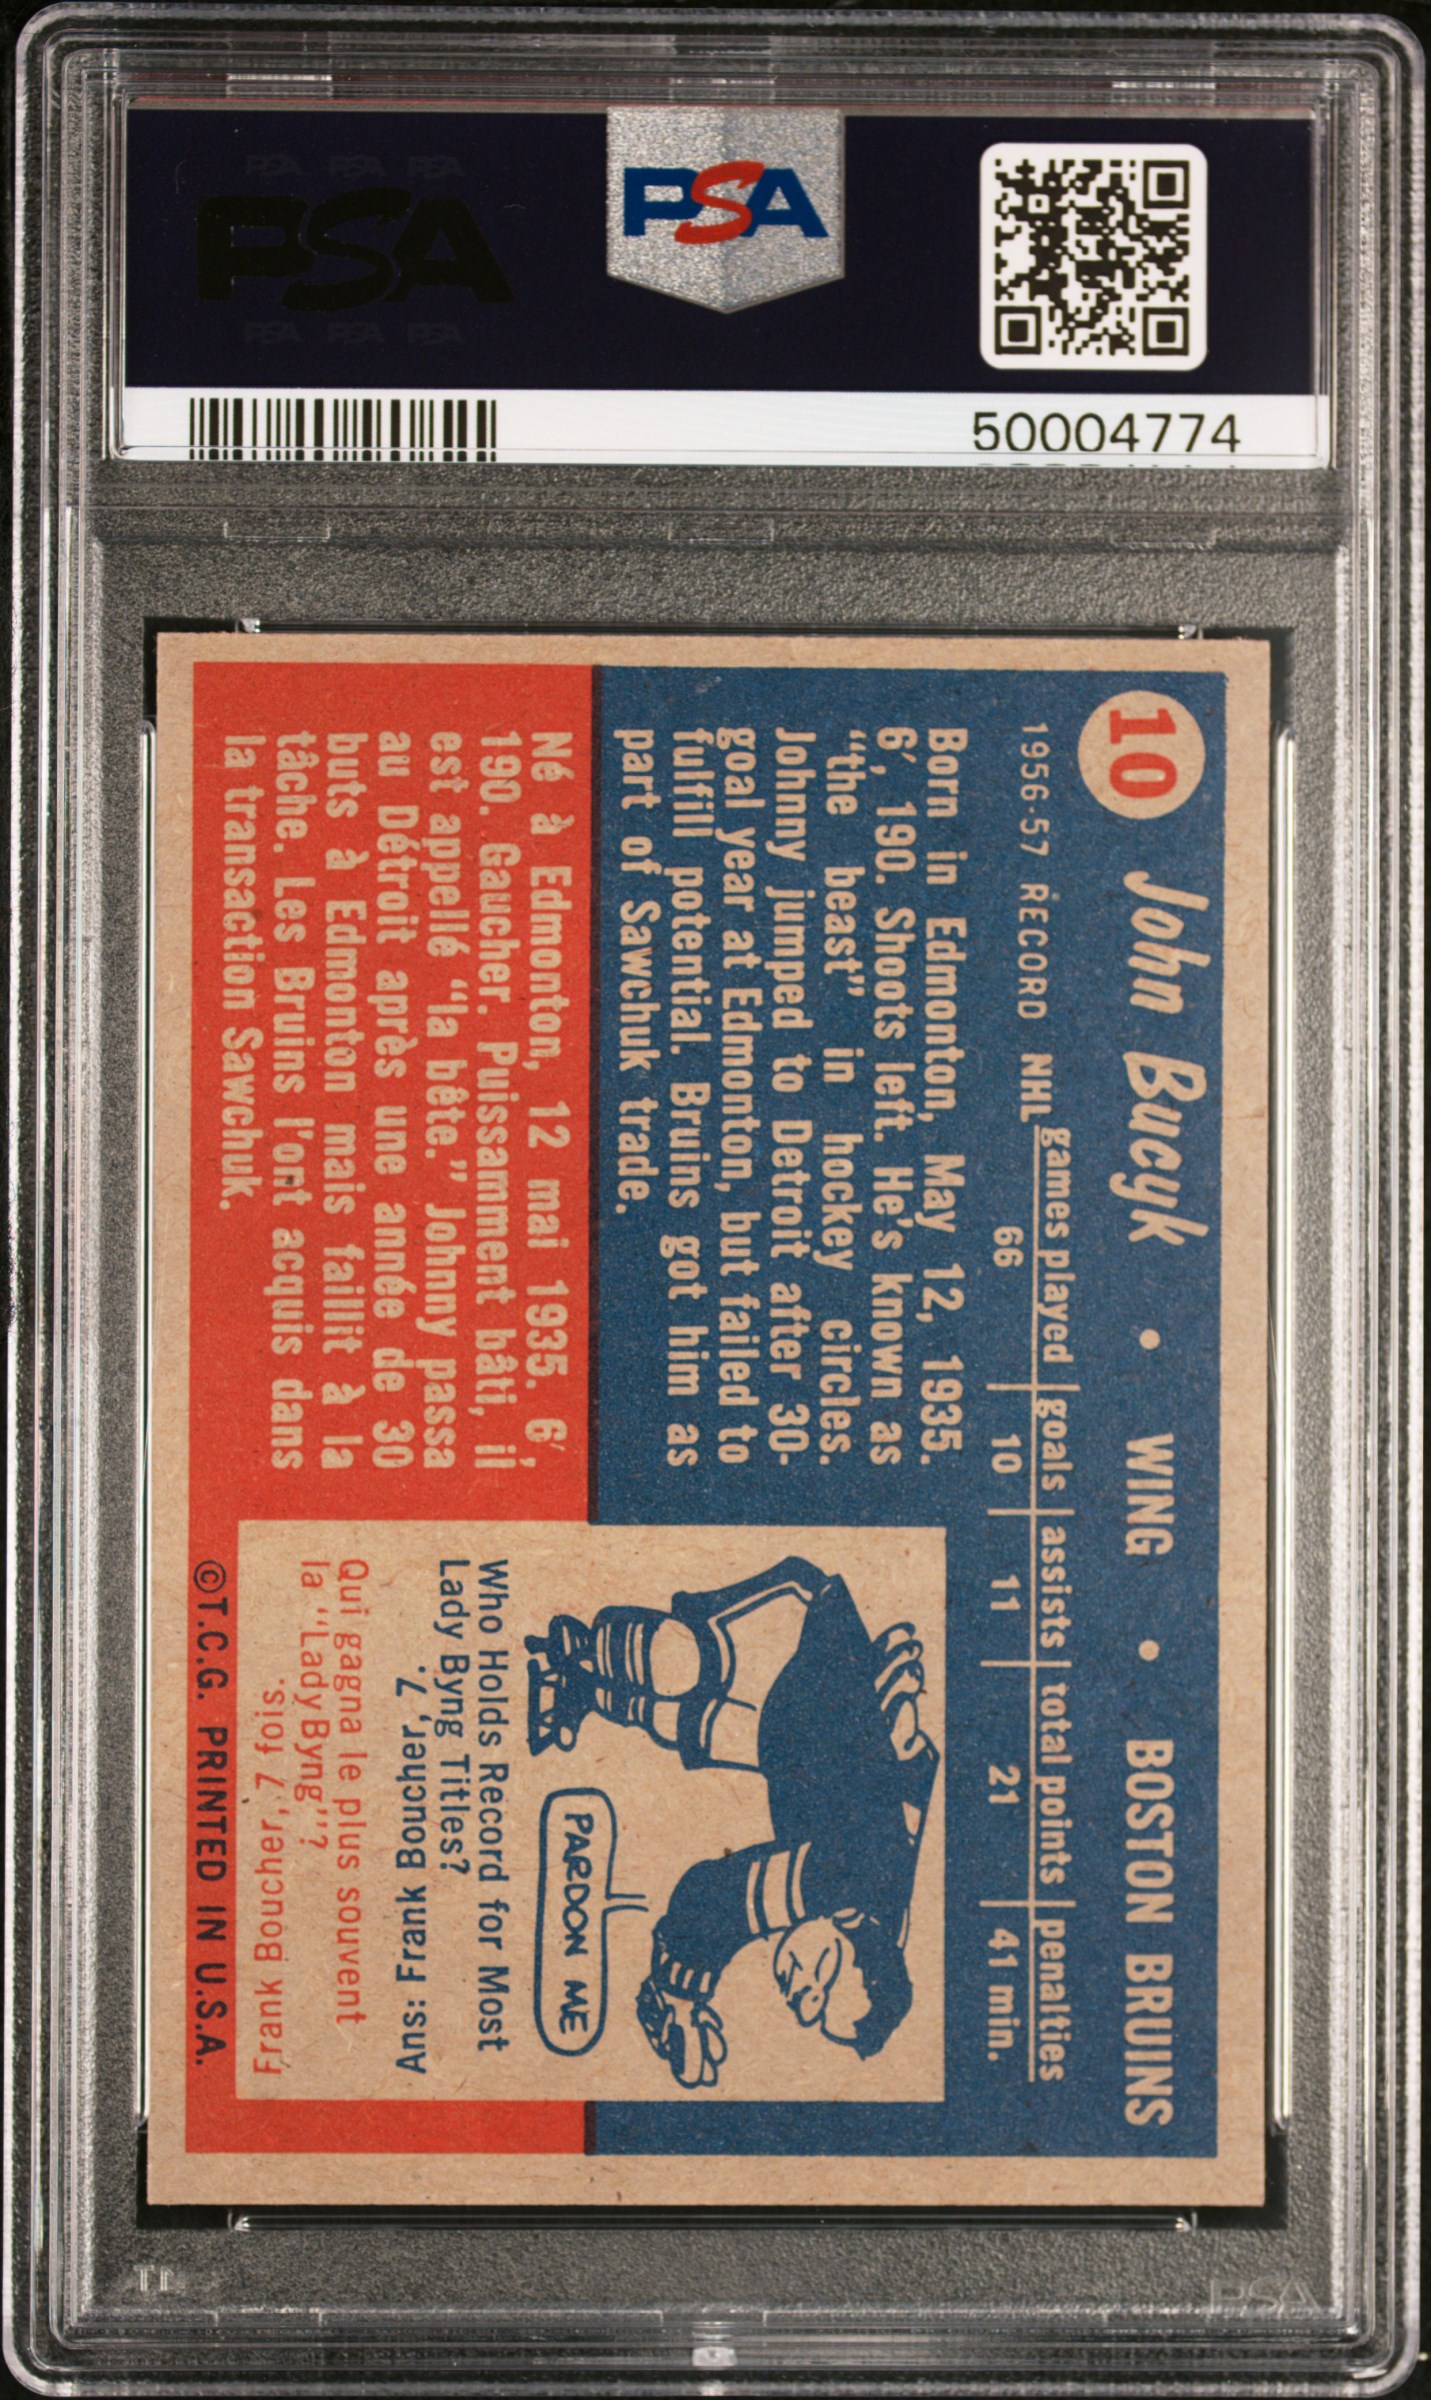 PSA PSA PSA
PSA
PSA PSA PSA
PSA
50004774
10 John Bucyk • WING • BOSTON BRUINS
games played goals assists total points penalties
1956-57 RECORD NHL 66 10 11 21 41 min.
Born in Edmonton, May 12, 1935.
6', 190. Shoots left. He's known as
"the beast" in hockey circles.
Johnny jumped to Detroit after 30-
goal year at Edmonton, but failed to
fulfill potential. Bruins got him as
part of Sawchuk trade.
Né à Edmonton, 12 mai 1935. 6',
190. Gaucher. Puissamment bâti, il
est appellé "la bête." Johnny passa
au Détroit après une année de 30
buts à Edmonton mais faillit à la
tâche. Les Bruins l'ont acquis dans
la transaction Sawchuk.
PARDON ME
Who Holds Record for Most
Lady Byng Titles?
Ans: Frank Boucher, 7.
Qui gagna le plus souvent
la "Lady Byng"?
Frank Boucher, 7 fois.
©T.C.G. PRINTED IN U.S.A.
PSA